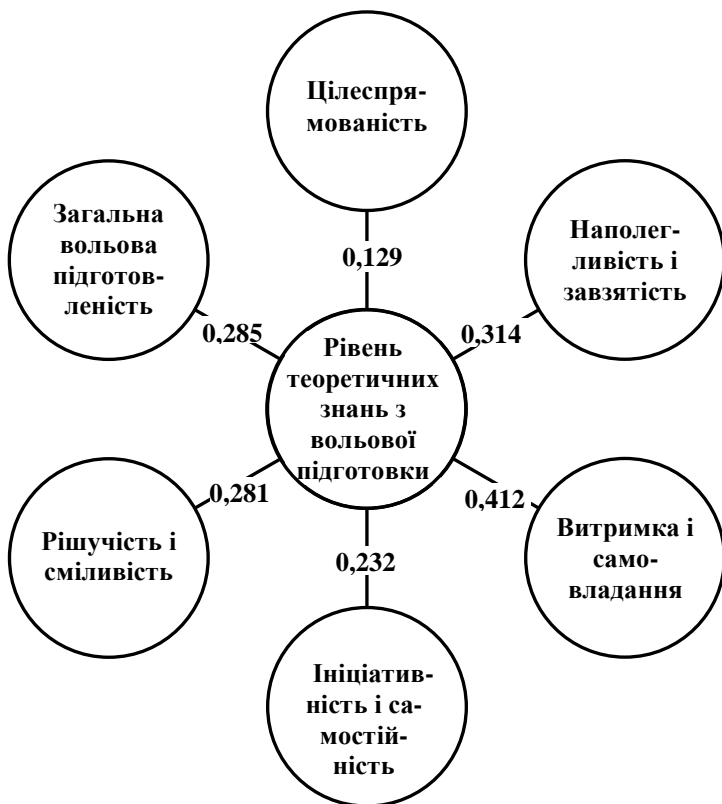 Цілеспря-
мованість
0,129
Загальна
вольова
підготов-
леність
0,285
Наполег-
ливість і
завзятість
0,314
Рівень
теоретичних
знань з
вольової
підготовки
Рішучість і
сміливість
0,281
0,412
Витримка і
само-
владання
0,232
Ініціатив-
ність і са-
мостій-
ність